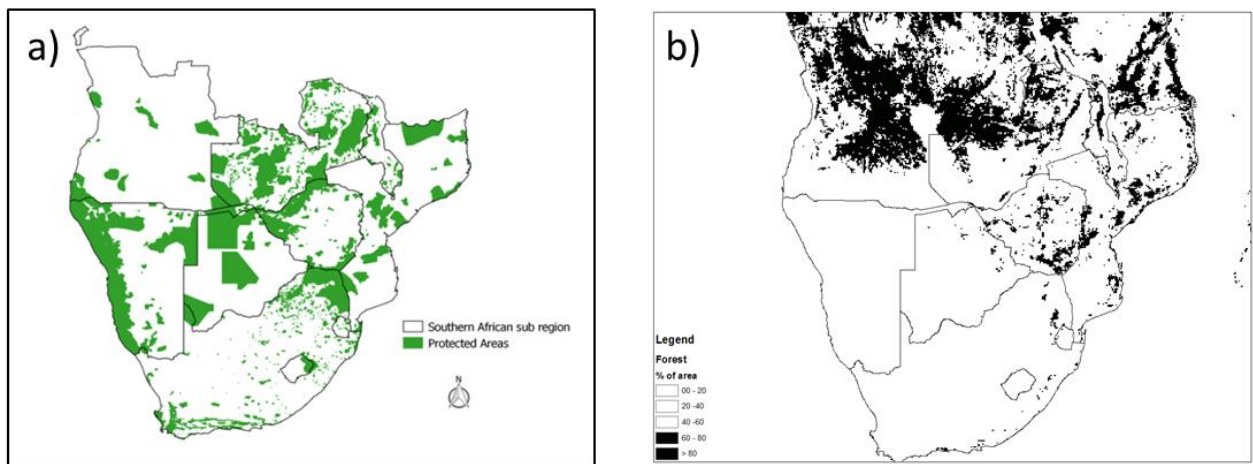 a)
Southern African sub region
Protected Areas
N
b)
Legend
Forest
% of area
00 - 20
20 -40
40 -60
60 - 80
> 80